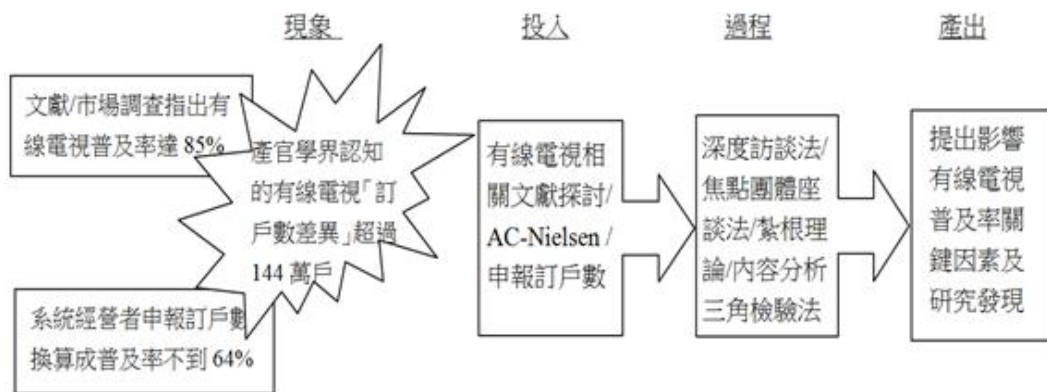 現象
投入
過程
產出
文獻/市場調查指出有
線電視普及率達 85%
產官學界認知
的有線電視「訂
戶數差異」超過
144 萬戶
系統經營者申報訂戶數
換算成普及率不到 64%
有線電視相
關文獻探討/
AC-Nielsen /
申報訂戶數
深度訪談法/
焦點團體座
談法/紮根理
論/內容分析
三角檢驗法
提出影響
有線電視
普及率關
鍵因素及
研究發現